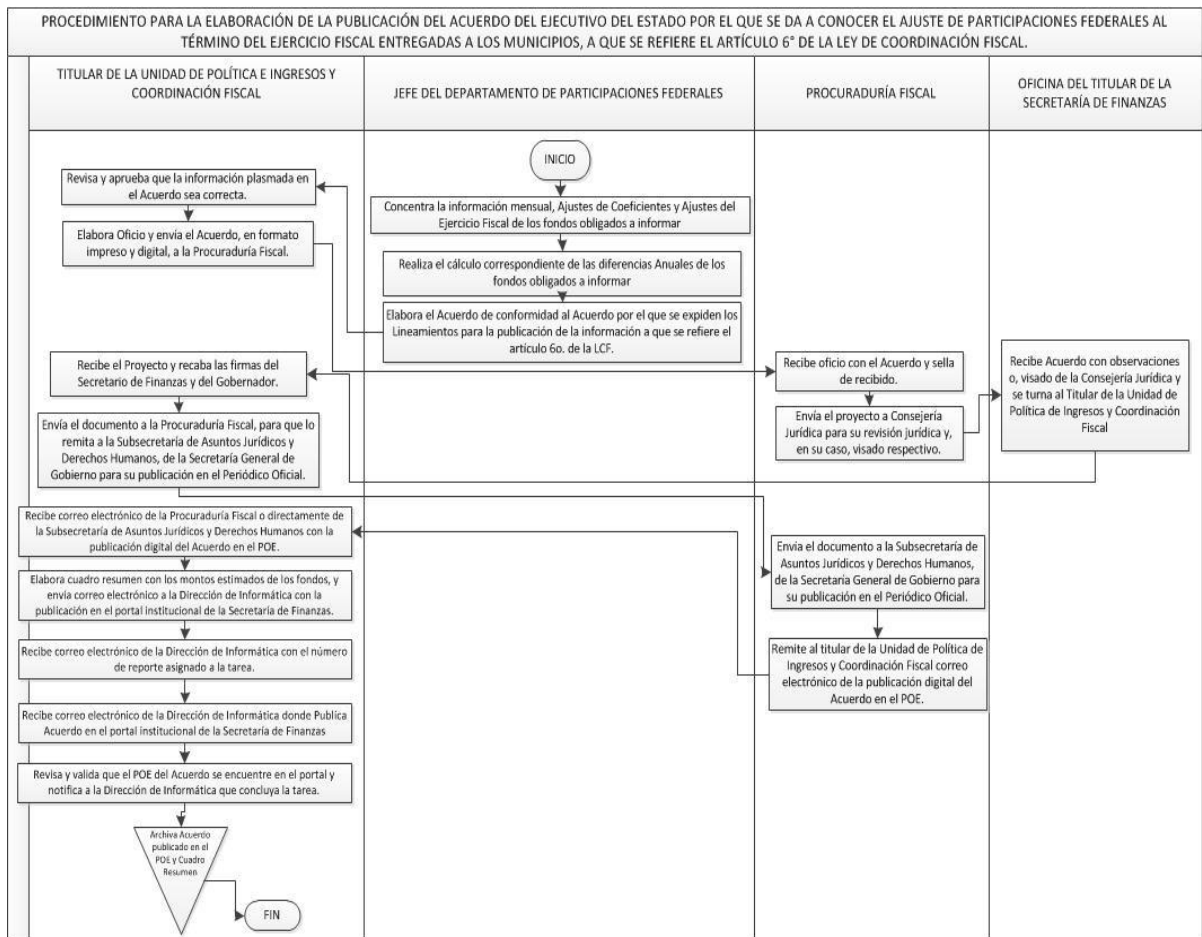 PROCEDIMIENTO PARA LA ELABORACIÓN DE LA PUBLICACIÓN DEL ACUERDO DEL EJECUTIVO DEL ESTADO POR EL QUE SE DA A CONOCER EL AJUSTE DE PARTICIPACIONES FEDERALES AL
TÉRMINO DEL EJERCICIO FISCAL ENTREGADAS A LOS MUNICIPIOS, A QUE SE REFIERE EL ARTÍCULO 6° DE LA LEY DE COORDINACIÓN FISCAL.
TITULAR DE LA UNIDAD DE POLÍTICA E INGRESOS Y
COORDINACIÓN FISCAL
JEFE DEL DEPARTAMENTO DE PARTICIPACIONES FEDERALES
PROCURADURÍA FISCAL
OFICINA DEL TITULAR DE LA
SECRETARÍA DE FINANZAS
INICIO
Concentra la información mensual, Ajustes de Coeficientes y Ajustes del
Ejercicio Fiscal de los fondos obligados a informar
Realiza el cálculo correspondiente de las diferencias Anuales de los
fondos obligados a informar
Elabora el Acuerdo de conformidad al Acuerdo por el que se expiden los
Lineamientos para la publicación de la información a que se refiere el
artículo 6o. de la LCF.
Revisa y aprueba que la información plasmada en
el Acuerdo sea correcta.
Elabora Oficio y envía el Acuerdo, en formato
impreso y digital, a la Procuraduría Fiscal.
Recibe oficio con el Acuerdo y sella
de recibido.
Envía el proyecto a Consejería
Jurídica para su revisión jurídica y,
en su caso, visado respectivo.
Recibe Acuerdo con observaciones
o, visado de la Consejería Jurídica y
se turna al Titular de la Unidad de
Política de Ingresos y Coordinación
Fiscal
Recibe el Proyecto y recaba las firmas del
Secretario de Finanzas y del Gobernador.
Envía el documento a la Procuraduría Fiscal, para que lo
remita a la Subsecretaría de Asuntos Jurídicos y
Derechos Humanos, de la Secretaría General de
Gobierno para su publicación en el Periódico Oficial.
Envia el documento a la Subsecretaría de
Asuntos Jurídicos y Derechos Humanos,
de la Secretaría General de Gobierno para
su publicación en el Periódico Oficial.
Remite al titular de la Unidad de Política de
Ingresos y Coordinación Fiscal correo
electrónico de la publicación digital del
Acuerdo en el POE.
Recibe correo electrónico de la Procuraduría Fiscal o directamente de
la Subsecretaría de Asuntos Jurídicos y Derechos Humanos con la
publicación digital del Acuerdo en el POE.
Elabora cuadro resumen con los montos estimados de los fondos, y
envia correo electrónico a la Dirección de Informática con la
publicación en el portal institucional de la Secretaría de Finanzas.
Recibe correo electrónico de la Dirección de Informática con el número
de reporte asignado a la tarea.
Recibe correo electrónico de la Dirección de Informática donde Publica
Acuerdo en el portal institucional de la Secretaría de Finanzas
Revisa y valida que el POE del Acuerdo se encuentre en el portal y
notifica a la Dirección de Informática que concluya la tarea.
Archiva Acuerdo
publicado en el
POE y Cuadro
Resumen
FIN